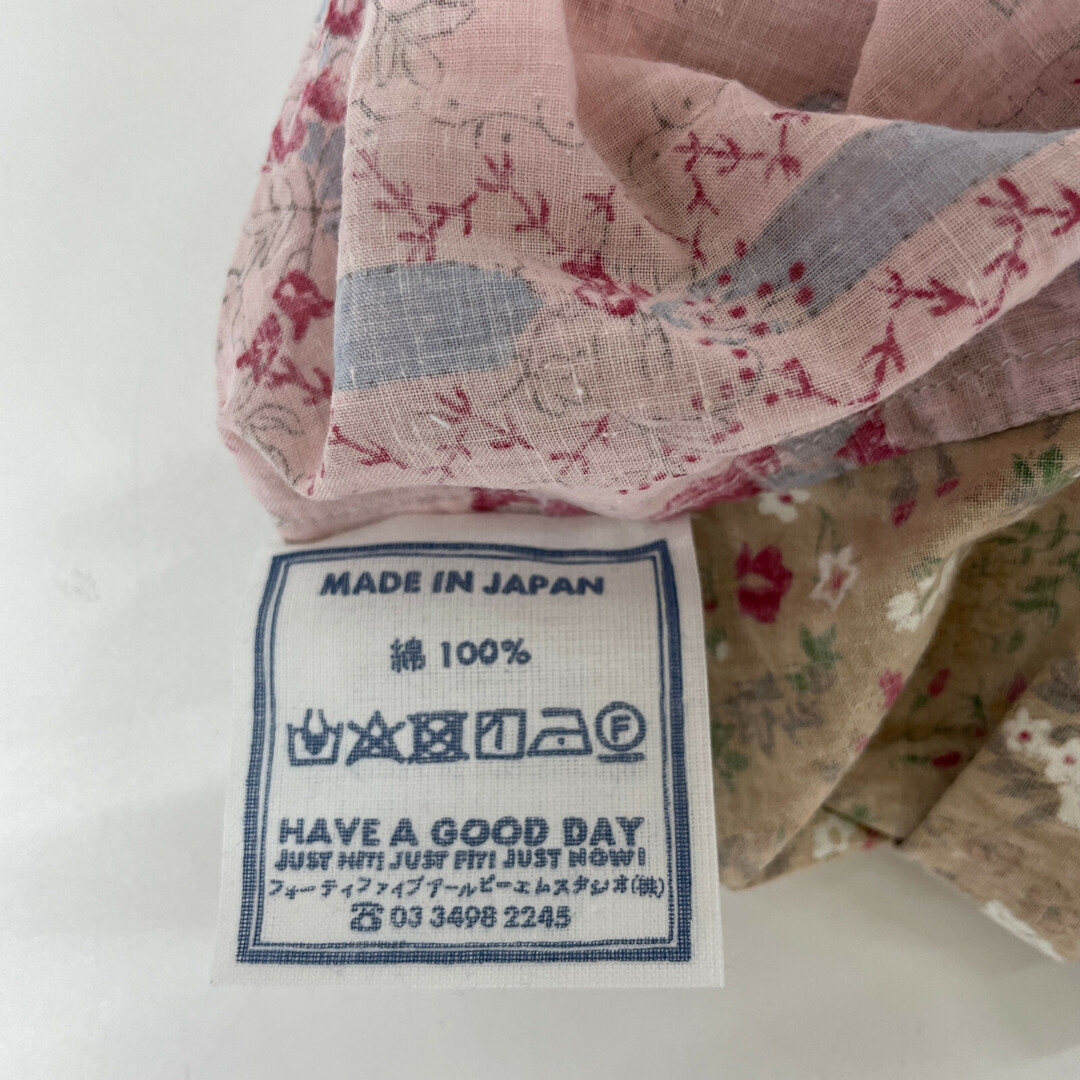 MADE IN JAPAN
綿 100%
F
HAVE A GOOD DAY
JUST HIT! JUST FIT! JUST NOW!
フォーティファイブアールピーエムスタジオ(株)
☎ 03 3498 2245